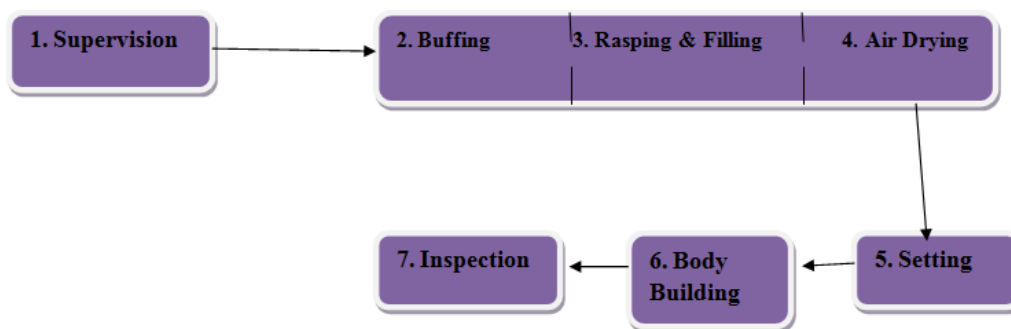 1. Supervision
2. Buffing
3. Rasping & Filling
4. Air Drying
5. Setting
6. Body
Building
7. Inspection